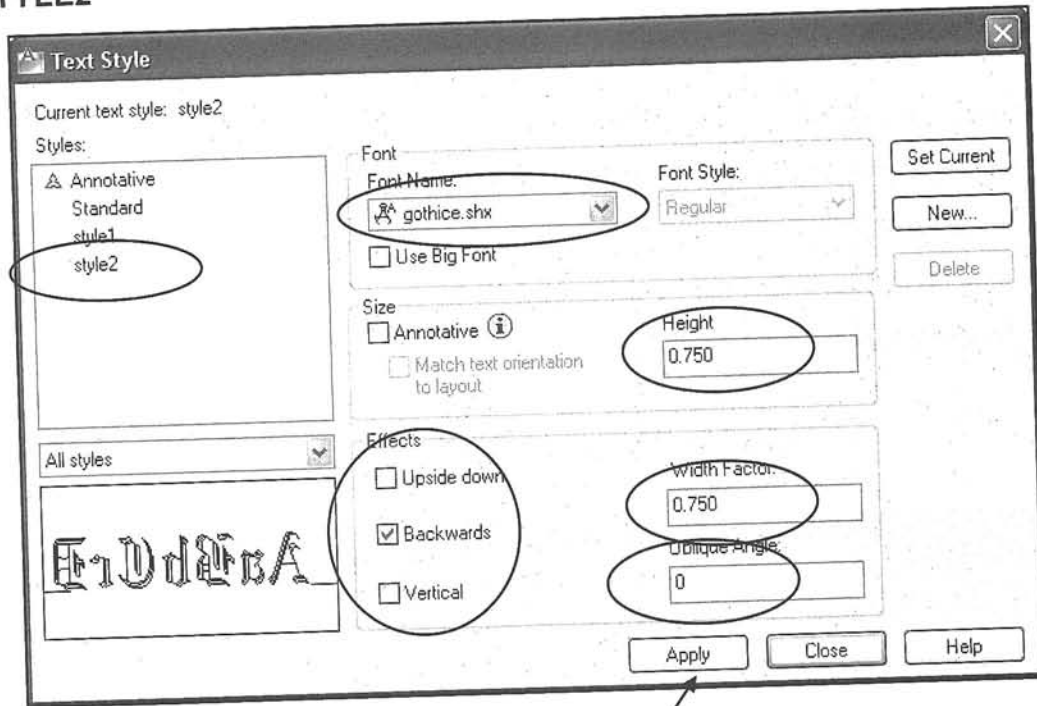 Text Style
Current text style: style2
Styles:
Annotative
Standard
style1
style2
All styles
Font
Font Name:
gothice.shx
Use Big Font
Font Style:
Regular
Size
Annotative
Match text orientation
to layout
Height
0.750
Effects
Upside down
Backwards
Vertical
Width Factor:
0.750
Oblique Angle:
0
Set Current
New...
Delete
Apply
Close
Help